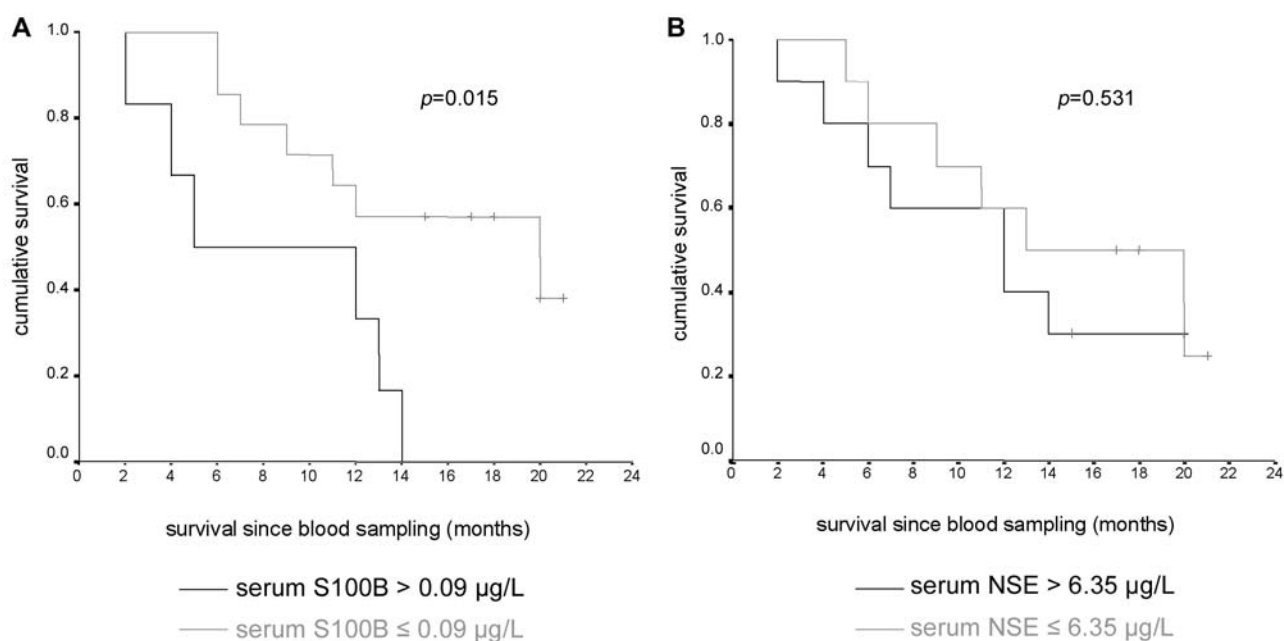 A
1.0
0.8
0.6
0.4
0.2
0.0
cumulative survival
p=0.015
0 2 4 6 8 10 12 14 16 18 20 22 24
survival since blood sampling (months)
serum S100B > 0.09 µg/L
serum S100B ≤ 0.09 µg/L
B
1.0
0.8
0.6
0.4
0.2
0.0
cumulative survival
p=0.531
0 2 4 6 8 10 12 14 16 18 20 22 24
survival since blood sampling (months)
serum NSE > 6.35 µg/L
serum NSE ≤ 6.35 µg/L